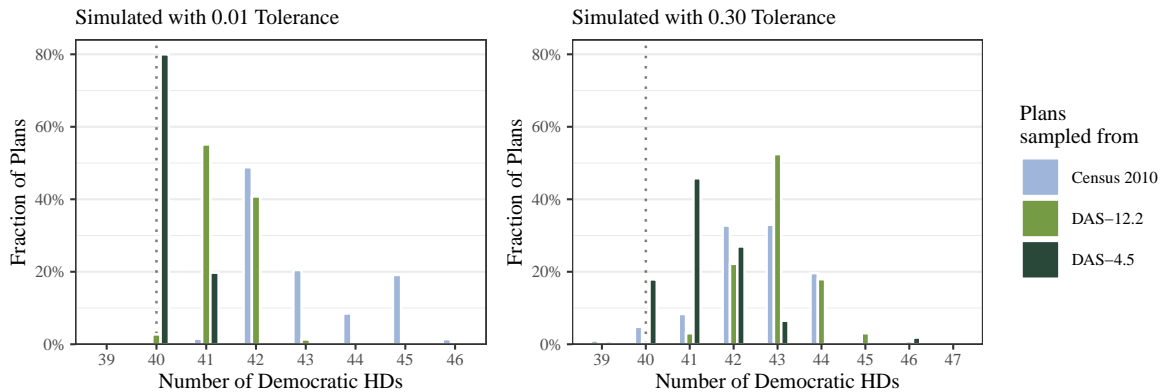 Simulated with 0.01 Tolerance
Simulated with 0.30 Tolerance
80%
60%
40%
20%
0%
Fraction of Plans
39 40 41 42 43 44 45 46
Number of Democratic HDs
80%
60%
40%
20%
0%
Fraction of Plans
39 40 41 42 43 44 45 46 47
Number of Democratic HDs
Plans
sampled from
Census 2010
DAS−12.2
DAS−4.5